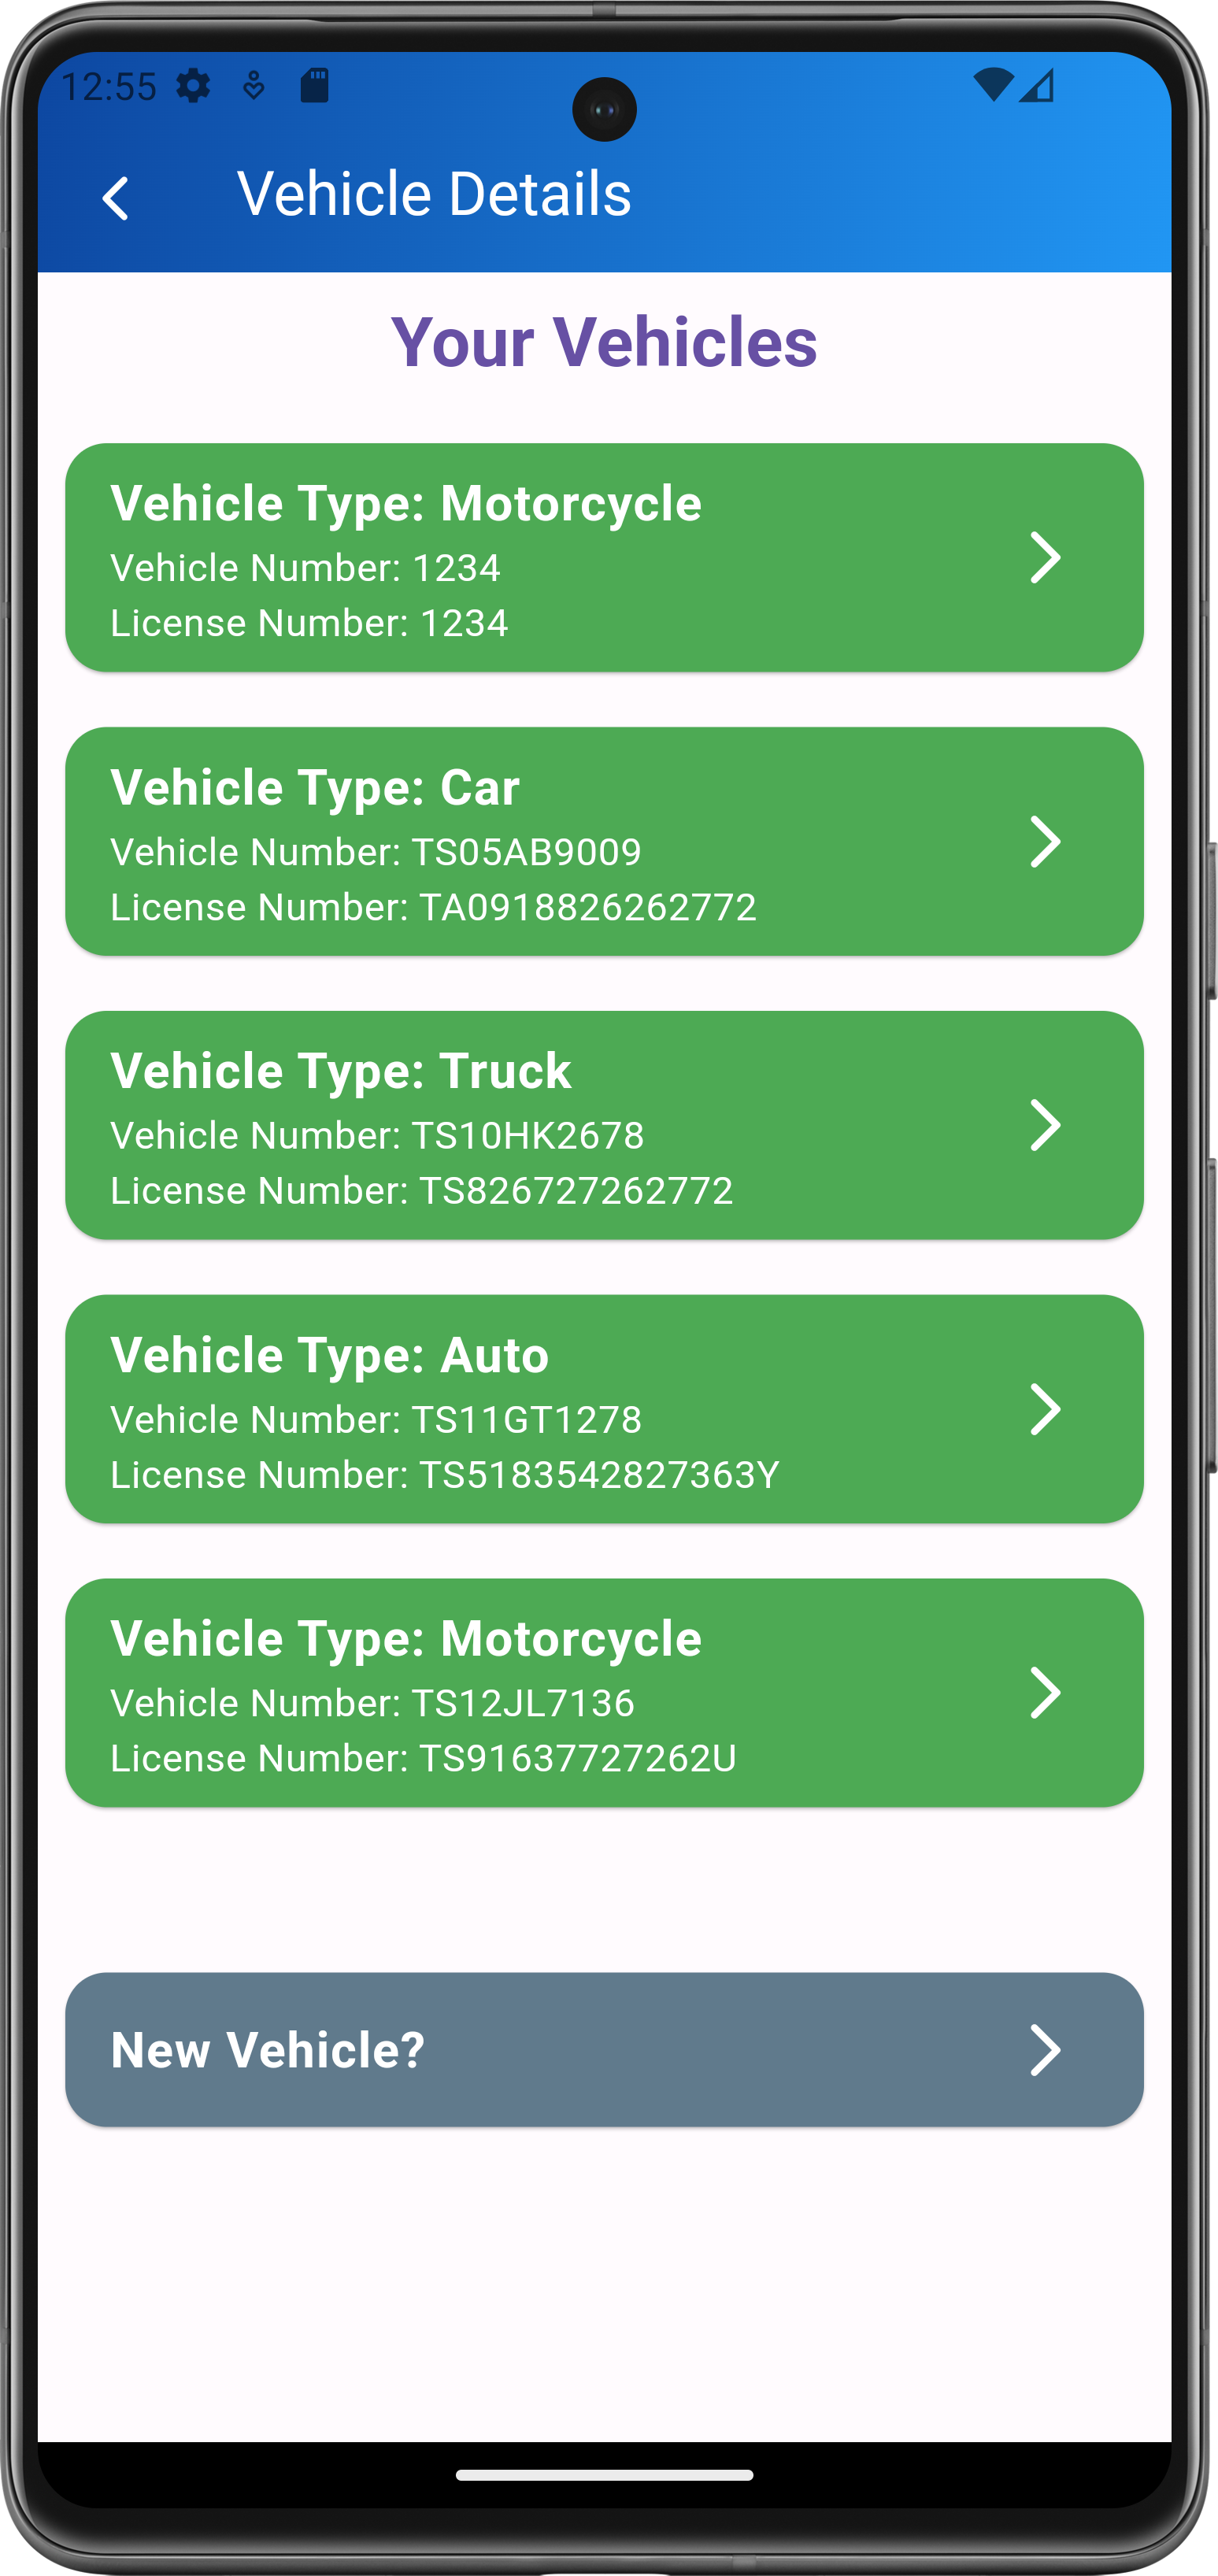 12:55
Vehicle Details
Your Vehicles
Vehicle Type: Motorcycle
Vehicle Number: 1234
License Number: 1234
Vehicle Type: Car
Vehicle Number: TS05AB9009
License Number: TA0918826262772
Vehicle Type: Truck
Vehicle Number: TS10HK2678
License Number: TS826727262772
Vehicle Type: Auto
Vehicle Number: TS11GT1278
License Number: TS5183542827363Y
Vehicle Type: Motorcycle
Vehicle Number: TS12JL7136
License Number: TS91637727262U
New Vehicle?